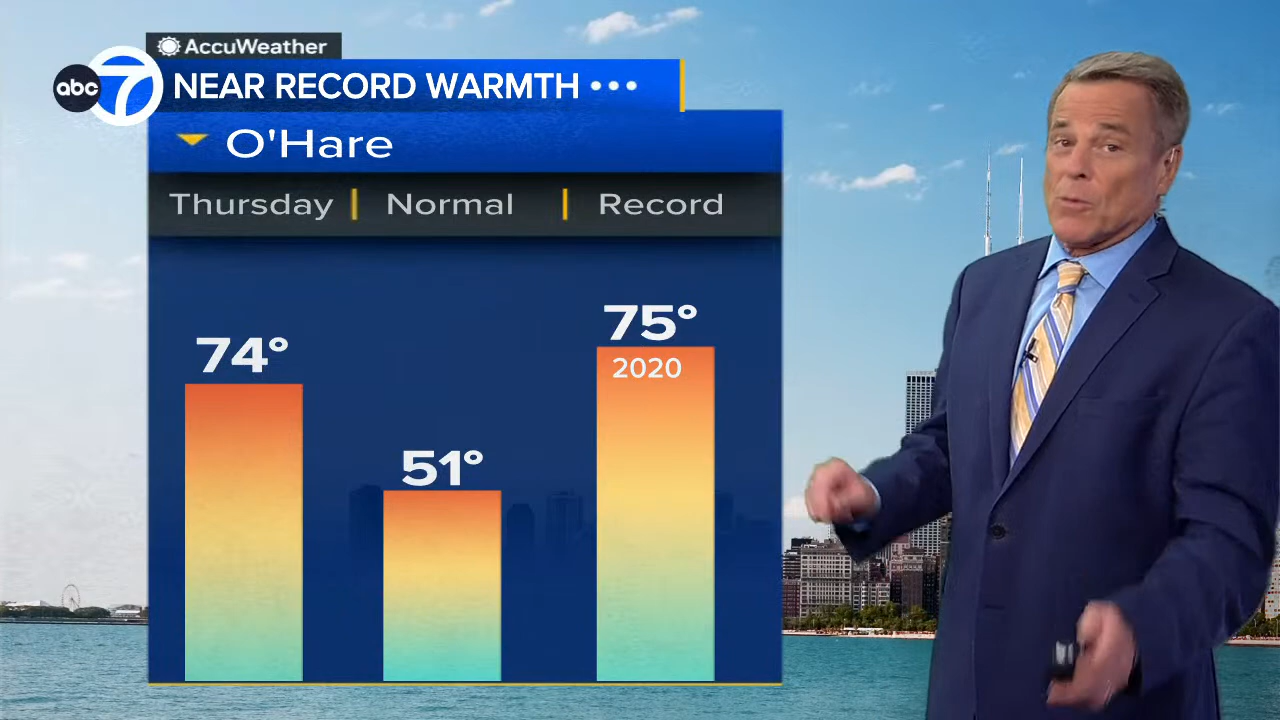 AccuWeather
abc 7 NEAR RECORD WARMTH •••
O'Hare
Thursday | Normal | Record
74° 51° 75°
2020